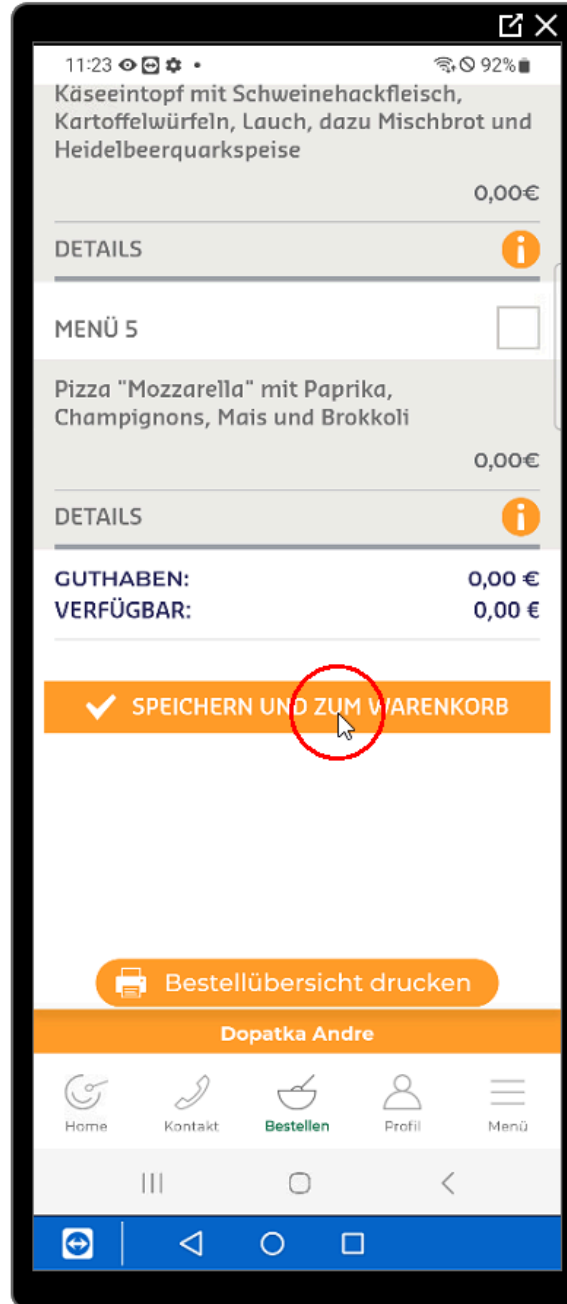 11:23
92%
Käseeintopf mit Schweinehackfleisch,
Kartoffelwürfeln, Lauch, dazu Mischbrot und
Heidelbeerquarkspeise
0,00€
DETAILS
MENÜ 5
Pizza "Mozzarella" mit Paprika,
Champignons, Mais und Brokkoli
0,00€
DETAILS
GUTHABEN: 0,00 €
VERFÜGBAR: 0,00 €
SPEICHERN UND ZUM WARENKORB
Bestellübersicht drucken
Dopatka Andre
Home Kontakt Bestellen Profil Menü